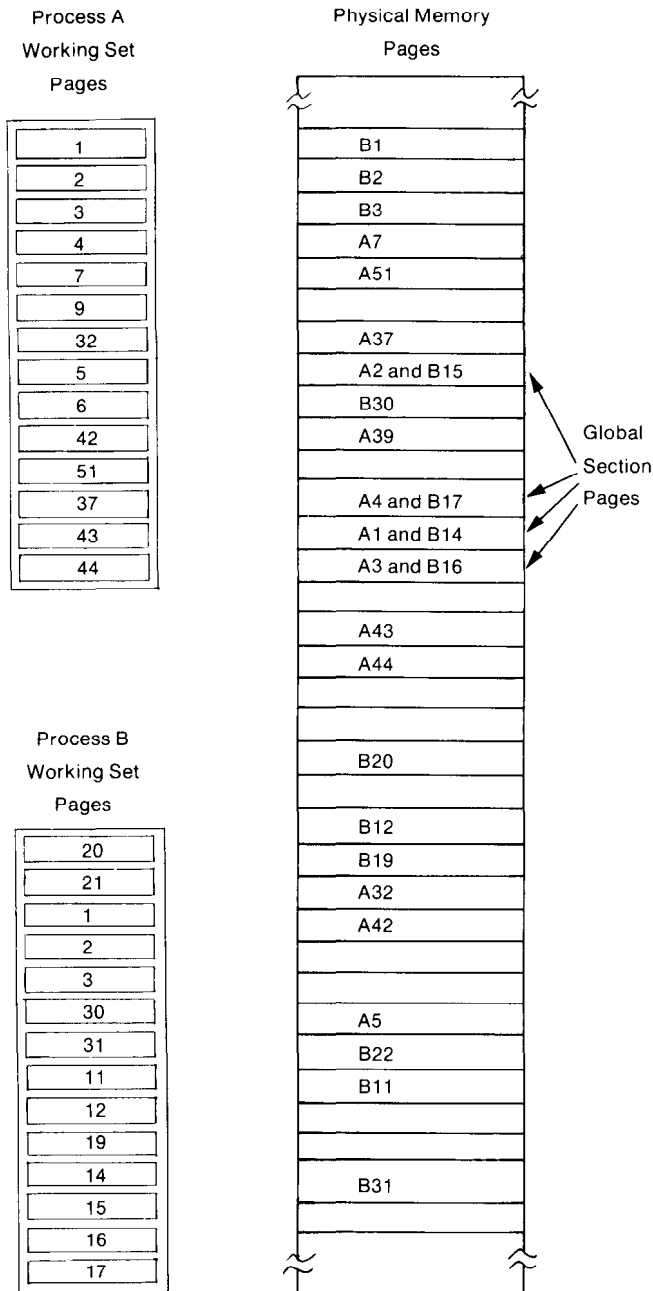 Process A
Working Set
Pages
1
2
3
4
7
9
32
5
6
42
51
37
43
44
Process B
Working Set
Pages
20
21
1
2
3
30
31
11
12
19
14
15
16
17
Physical Memory
Pages
B1
B2
B3
A7
A51
A37
A2 and B15
B30
A39
A4 and B17
A1 and B14
A3 and B16
A43
A44
B20
B12
B19
A32
A42
A5
B22
B11
B31
Global
Section
Pages